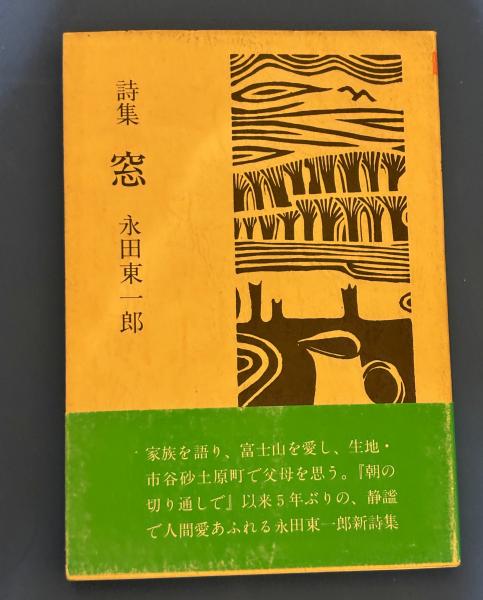 詩集 窓
永田東一郎
家族を語り、富士山を愛し、生地・
市谷砂土原町で父母を思う。『朝の
切り通しで』以来5年ぶりの、静謐
で人間愛あふれる永田東一郎新詩集